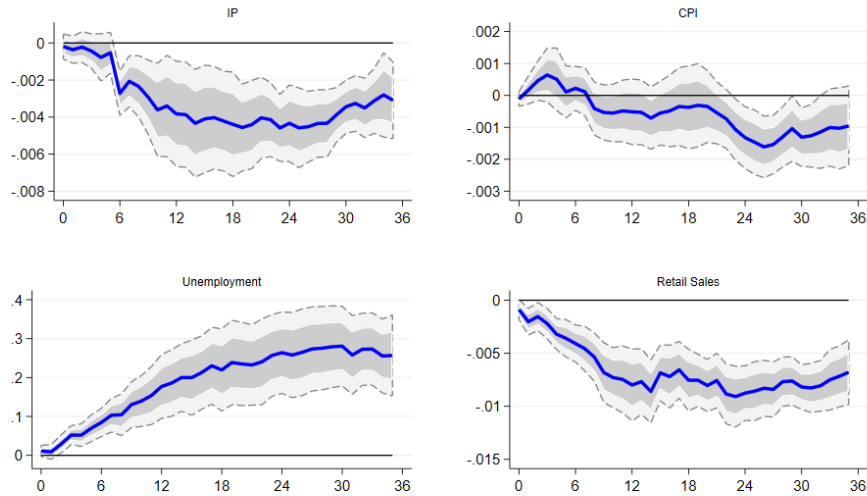 IP
0
-.002
-.004
-.006
-.008
0 6 12 18 24 30 36
CPI
.002
.001
0
-.001
-.002
-.003
0 6 12 18 24 30 36
Unemployment
.4
.3
.2
.1
0
0 6 12 18 24 30 36
Retail Sales
0
-.005
-.01
-.015
0 6 12 18 24 30 36